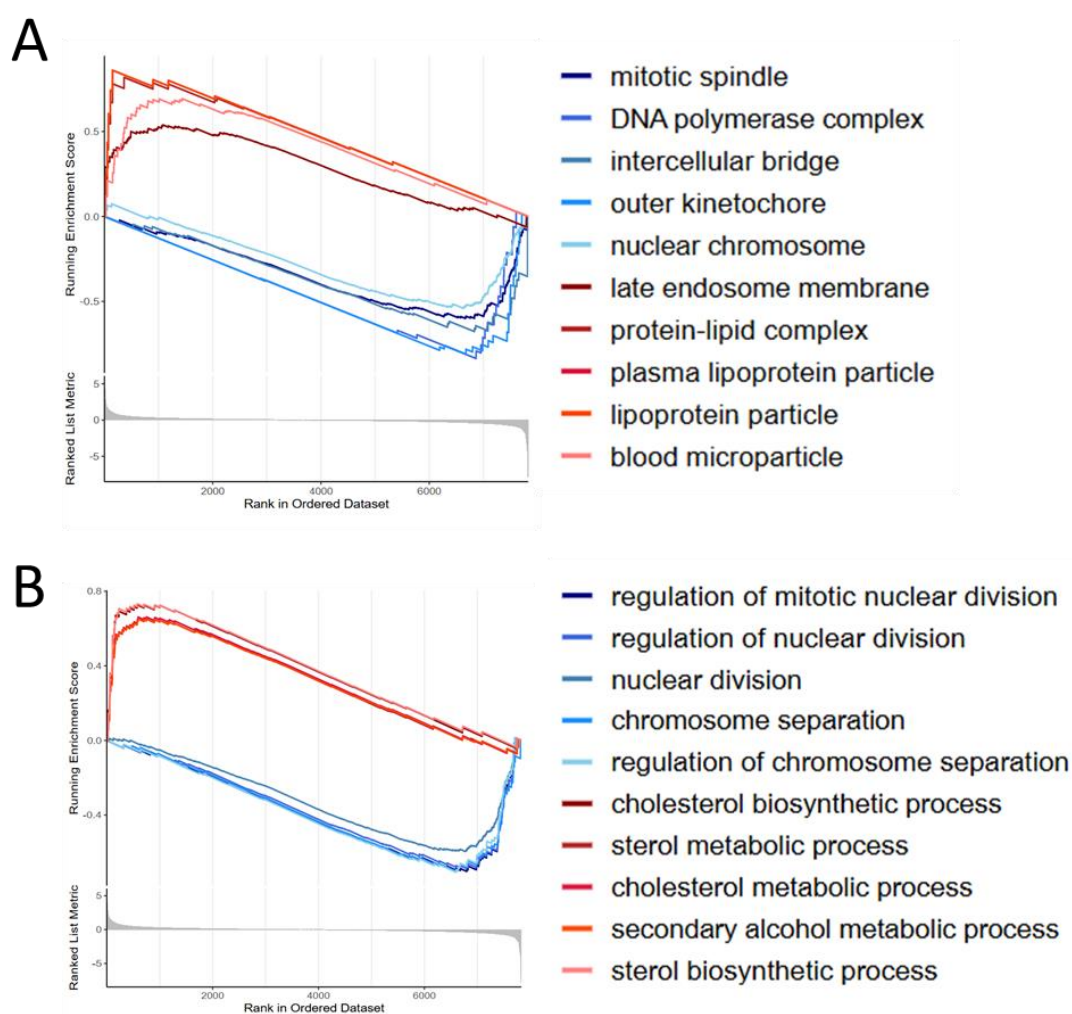 A
Running Enrichment Score
0.5
0.0
-0.5
Ranked List Metric
5
0
-5
2000 4000 6000
Rank in Ordered Dataset
mitotic spindle
DNA polymerase complex
intercellular bridge
outer kinetochore
nuclear chromosome
late endosome membrane
protein-lipid complex
plasma lipoprotein particle
lipoprotein particle
blood microparticle
B
Running Enrichment Score
0.8
0.4
0.0
-0.4
Ranked List Metric
5
0
-5
2000 4000 6000
Rank in Ordered Dataset
regulation of mitotic nuclear division
regulation of nuclear division
nuclear division
chromosome separation
regulation of chromosome separation
cholesterol biosynthetic process
sterol metabolic process
cholesterol metabolic process
secondary alcohol metabolic process
sterol biosynthetic process